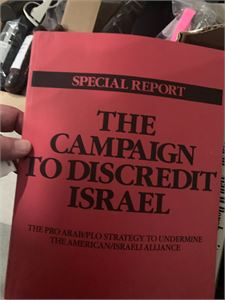 SPECIAL REPORT
THE
CAMPAIGN
TO DISCREDIT
ISRAEL
THE PRO ARAB/PLO STRATEGY TO UNDERMINE
THE AMERICAN/ISRAELI ALLIANCE